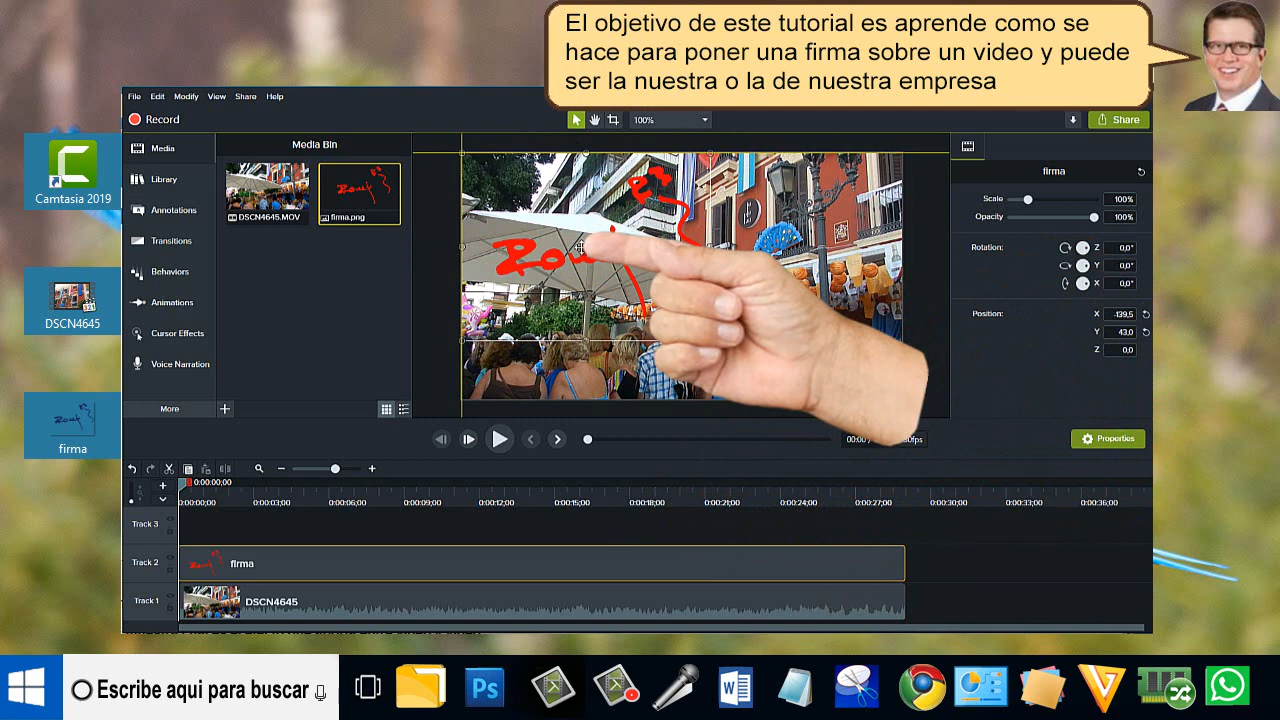 El objetivo de este tutorial es aprende como se
hace para poner una firma sobre un video y puede
ser la nuestra o la de nuestra empresa
File Edit Modify View Share Help
Record
100%
Share
Media
Library
Annotations
Transitions
Behaviors
Animations
Cursor Effects
Voice Narration
More
Media Bin
DSCN4645.MOV
firma.png
firma
Scale 100%
Opacity 100%
Rotation: Z 0,0°
Y 0,0°
X 0,0°
Position: X -139,5
Y 43,0
Z 0,0
Properties
Camtasia 2019
DSCN4645
firma
0:00:00;00
0:00:00;00 0:00:03;00 0:00:06;00 0:00:09;00 0:00:12;00 0:00:15;00 0:00:18;00 0:00:21;00 0:00:24;00 0:00:27;00 0:00:30;00 0:00:33;00 0:00:36;00
Track 3
Track 2 firma
Track 1 DSCN4645
Escribe aqui para buscar
Ps